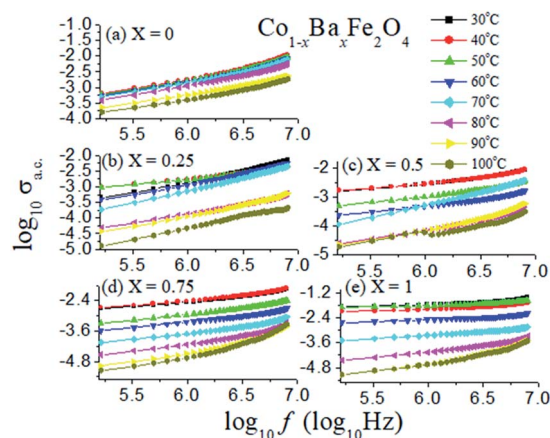 Co₁₋ₓBaₓFe₂O₄
(a) X = 0
-1.0
-1.5
-2.0
-2.5
-3.0
-3.5
-4.0
5.5 6.0 6.5 7.0
30°C
40°C
50°C
60°C
70°C
80°C
90°C
100°C
log₁₀ σa.c.
(b) X = 0.25
-2.0
-2.5
-3.0
-3.5
-4.0
-4.5
-5.0
5.5 6.0 6.5 7.0
(c) X = 0.5
-2
-3
-4
-5
5.5 6.0 6.5 7.0
(d) X = 0.75
-2.4
-3.6
-4.8
5.5 6.0 6.5 7.0
(e) X = 1
-1.2
-2.4
-3.6
-4.8
5.5 6.0 6.5 7.0
log₁₀ f (log₁₀Hz)